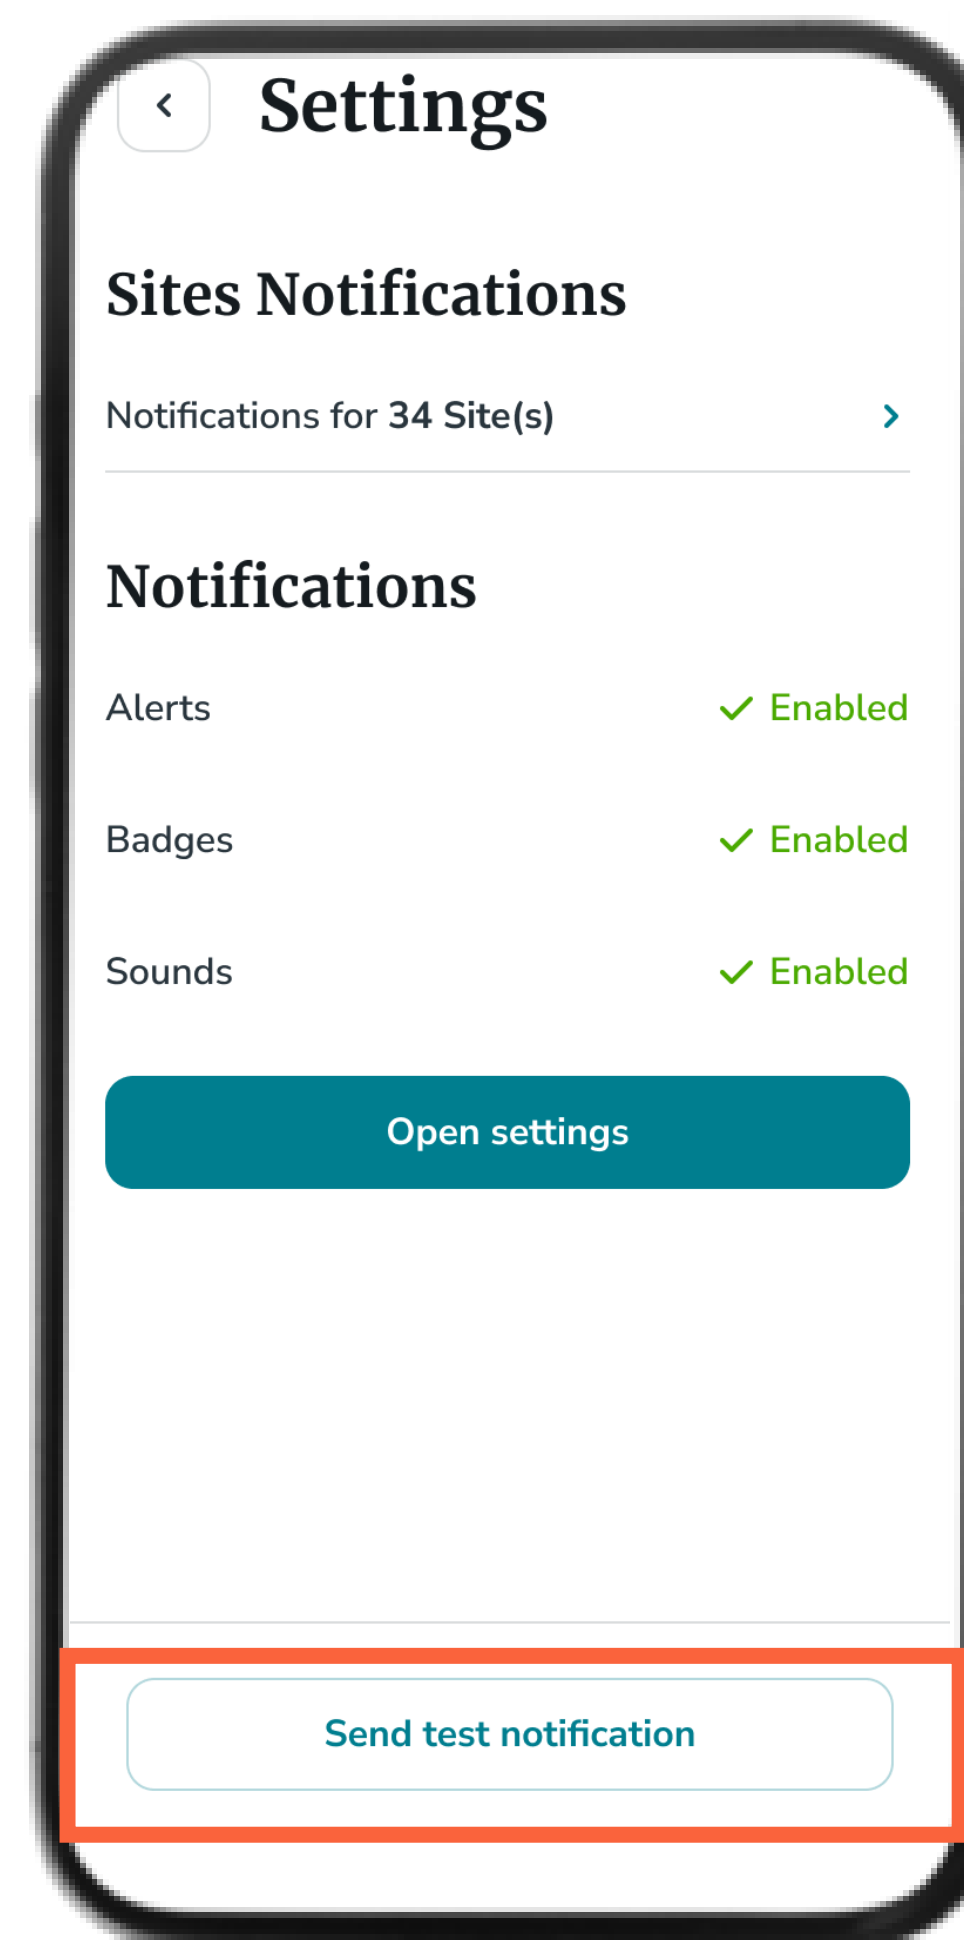 Settings
Sites Notifications
Notifications for 34 Site(s)
Notifications
Alerts
Enabled
Badges
Enabled
Sounds
Enabled
Open settings
Send test notification